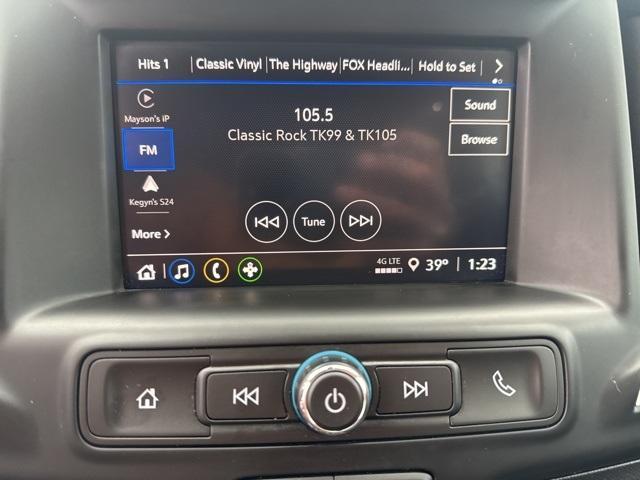 Hits 1 Classic Vinyl The Highway FOX Headli... Hold to Set
Mayson's iP
105.5
Classic Rock TK99 & TK105
Sound
FM
Browse
Kegyn's S24
Tune
More >
4G LTE 39° 1:23